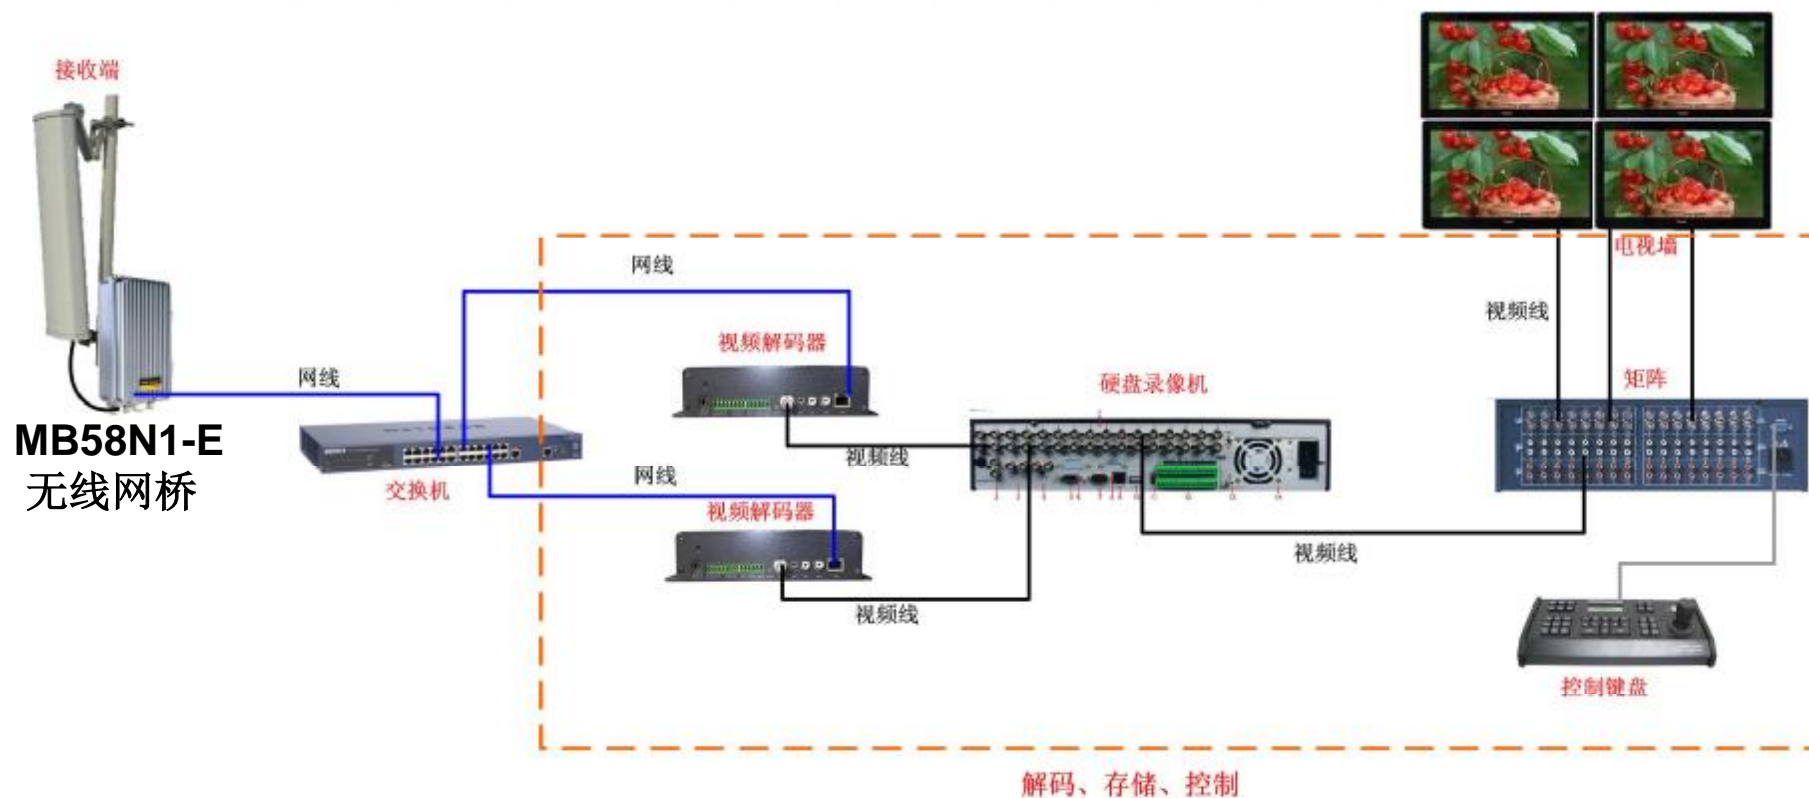 接收端
MB58N1-E
无线网桥
网线
交换机
网线
视频解码器
视频线
网线
视频解码器
视频线
硬盘录像机
视频线
电视墙
视频线
矩阵
控制键盘
解码、存储、控制